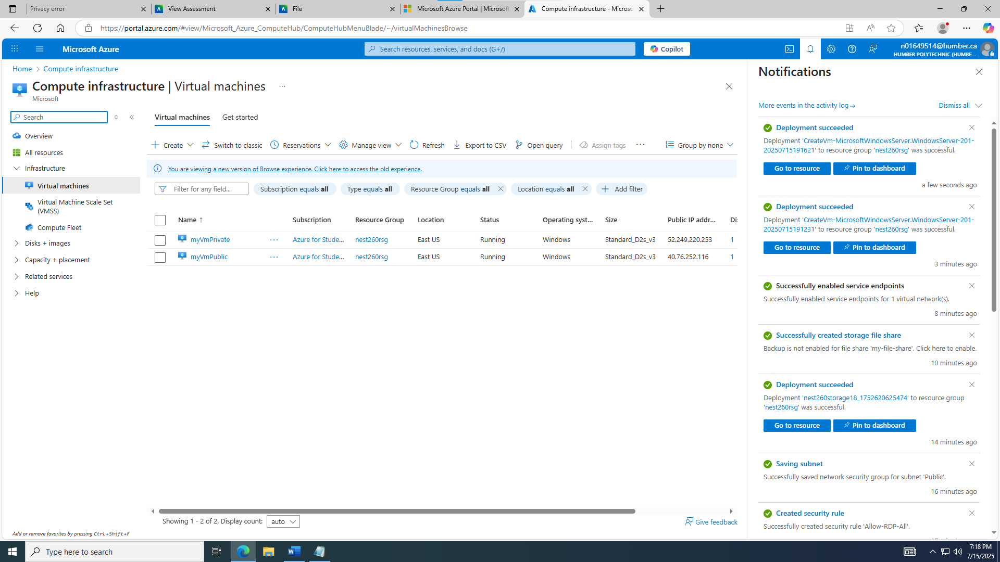 Privacy error
View Assessment
File
Microsoft Azure Portal | Microsoft
Compute infrastructure - Microso
https://portal.azure.com/#view/Microsoft_Azure_ComputeHub/ComputeHubMenuBlade/~/virtualMachinesBrowse
Microsoft Azure
Search resources, services, and docs (G+/)
Copilot
n01649514@humber.ca
HUMBER POLYTECHNIC (HUMBE...
Home > Compute infrastructure
Compute infrastructure | Virtual machines ...
Microsoft
Search
Overview
All resources
Infrastructure
Virtual machines
Virtual Machine Scale Set
(VMSS)
Compute Fleet
Disks + images
Capacity + placement
Related services
Help
Add or remove favorites by pressing Ctrl+Shift+F
Virtual machines Get started
Create Switch to classic Reservations Manage view Refresh Export to CSV Open query Assign tags ... Group by none
You are viewing a new version of Browse experience. Click here to access the old experience.
Filter for any field... Subscription equals all Type equals all Resource Group equals all Location equals all Add filter
Name ↑ Subscription Resource Group Location Status Operating syst... Size Public IP addr... Dis
myVmPrivate ... Azure for Stude... nest260rsg East US Running Windows Standard_D2s_v3 52.249.220.253 1
myVmPublic ... Azure for Stude... nest260rsg East US Running Windows Standard_D2s_v3 40.76.252.116 1
Showing 1 - 2 of 2. Display count: auto
Give feedback
Notifications
More events in the activity log →
Dismiss all
Deployment succeeded
Deployment 'CreateVm-MicrosoftWindowsServer.WindowsServer-201-
20250715191621' to resource group 'nest260rsg' was successful.
Go to resource Pin to dashboard
a few seconds ago
Deployment succeeded
Deployment 'CreateVm-MicrosoftWindowsServer.WindowsServer-201-
20250715191231' to resource group 'nest260rsg' was successful.
Go to resource Pin to dashboard
3 minutes ago
Successfully enabled service endpoints
Successfully enabled service endpoints for 1 virtual network(s).
8 minutes ago
Successfully created storage file share
Backup is not enabled for file share 'my-file-share'. Click here to enable.
10 minutes ago
Deployment succeeded
Deployment 'nest260storage18_1752620625474' to resource group
'nest260rsg' was successful.
Go to resource Pin to dashboard
14 minutes ago
Saving subnet
Successfully saved network security group for subnet 'Public'.
16 minutes ago
Created security rule
Successfully created security rule 'Allow-RDP-All'.
Type here to search
7:18 PM
7/15/2025